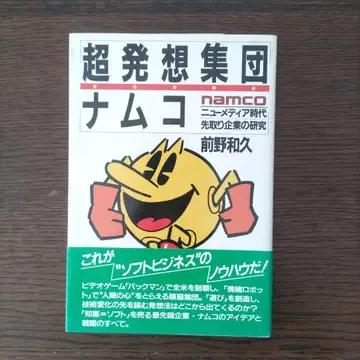 超発想集団
ナムコ
namco
ニューメディア時代
先取り企業の研究
前野和久
これが
"ソフトビジネス"の
ノウハウだ!
ビデオゲーム「パックマン」で全米を制覇し、「情緒ロボッ
ト」で"人間の心"をとらえる頭脳集団。「遊び」を創造し、
技術変化の先を読む発想法はどこから出てくるのか?
「知恵=ソフト」を売る最先端企業・ナムコのアイデアと
戦略のすべて。